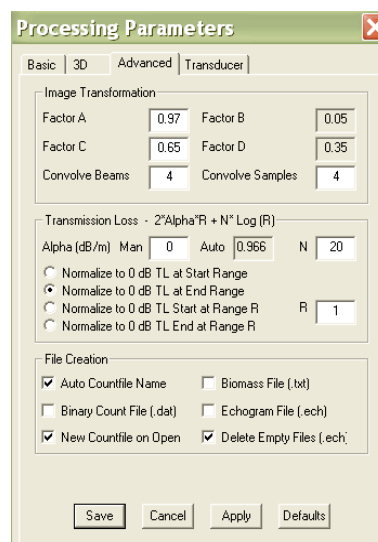 Processing Parameters
Basic 3D Advanced Transducer
Image Transformation
Factor A 0.97 Factor B 0.05
Factor C 0.65 Factor D 0.35
Convolve Beams 4 Convolve Samples 4
Transmission Loss - 2*Alpha*R + N* Log (R)
Alpha (dB/m) Man 0 Auto 0.966 N 20
Normalize to 0 dB TL at Start Range
Normalize to 0 dB TL at End Range
Normalize to 0 dB TL Start at Range R R 1
Normalize to 0 dB TL End at Range R
File Creation
Auto Countfile Name Biomass File (.txt)
Binary Count File (.dat) Echogram File (.ech)
New Countfile on Open Delete Empty Files (.ech)
Save Cancel Apply Defaults